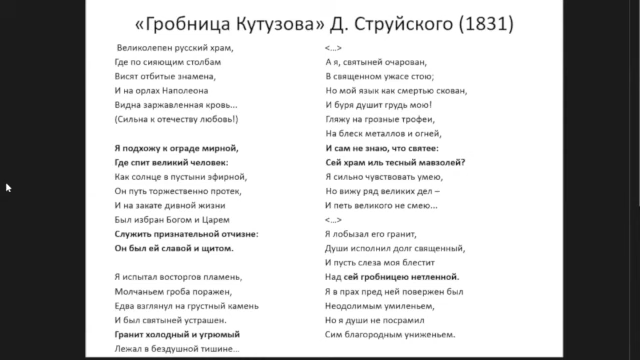 «Гробница Кутузова» Д. Струйского (1831)
Великолепен русский храм,
Где по сияющим столбам
Висят отбитые знамена,
И на орлах Наполеона
Видна заржавленная кровь...
(Сильна к отечеству любовь!)
Я подхожу к ограде мирной,
Где спит великий человек:
Как солнце в пустыни эфирной,
Он путь торжественно протек,
И на закате дивной жизни
Был избран Богом и Царем
Служить признательной отчизне:
Он был ей славой и щитом.
Я испытал восторгов пламень,
Молчаньем гроба поражен,
Едва взглянул на грустный камень
И был святыней устрашен.
Гранит холодный и угрюмый
Лежал в бездушной тишине…
<...>
А я, святыней очарован,
В священном ужасе стою;
Но мой язык как смертью скован,
И буря душит грудь мою!
Гляжу на грозные трофеи,
На блеск металлов и огней,
И сам не знаю, что святее:
Сей храм иль тесный мавзолей?
Я сильно чувствовать умею,
Но вижу ряд великих дел –
И петь великого не смею...
<...>
Я лобызал его гранит,
Души исполнил долг священный,
И пусть слеза моя блестит
Над сей гробницею нетленной.
Я в прах пред ней повержен был
Неодолимым умиленьем,
Но я души не посрамил
Сим благородным униженьем.